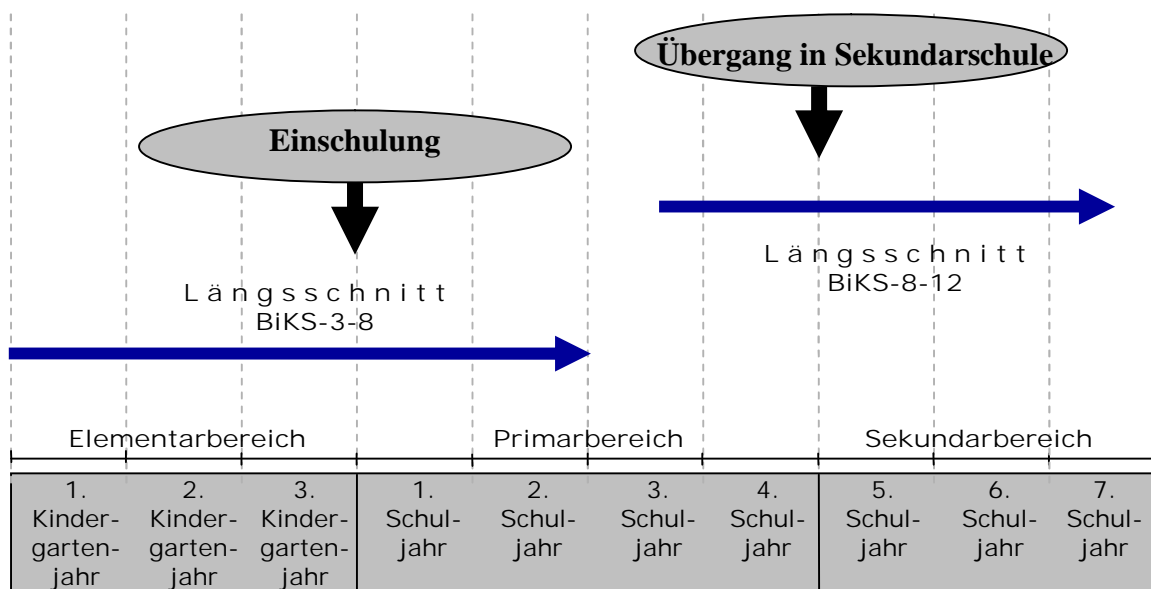 Übergang in Sekundarschule
Einschulung
Längsschnitt
BiKS-8-12
Längsschnitt
BiKS-3-8
Elementarbereich
Primarbereich
Sekundarbereich
1.
Kinder-
garten-
jahr
2.
Kinder-
garten-
jahr
3.
Kinder-
garten-
jahr
1.
Schul-
jahr
2.
Schul-
jahr
3.
Schul-
jahr
4.
Schul-
jahr
5.
Schul-
jahr
6.
Schul-
jahr
7.
Schul-
jahr